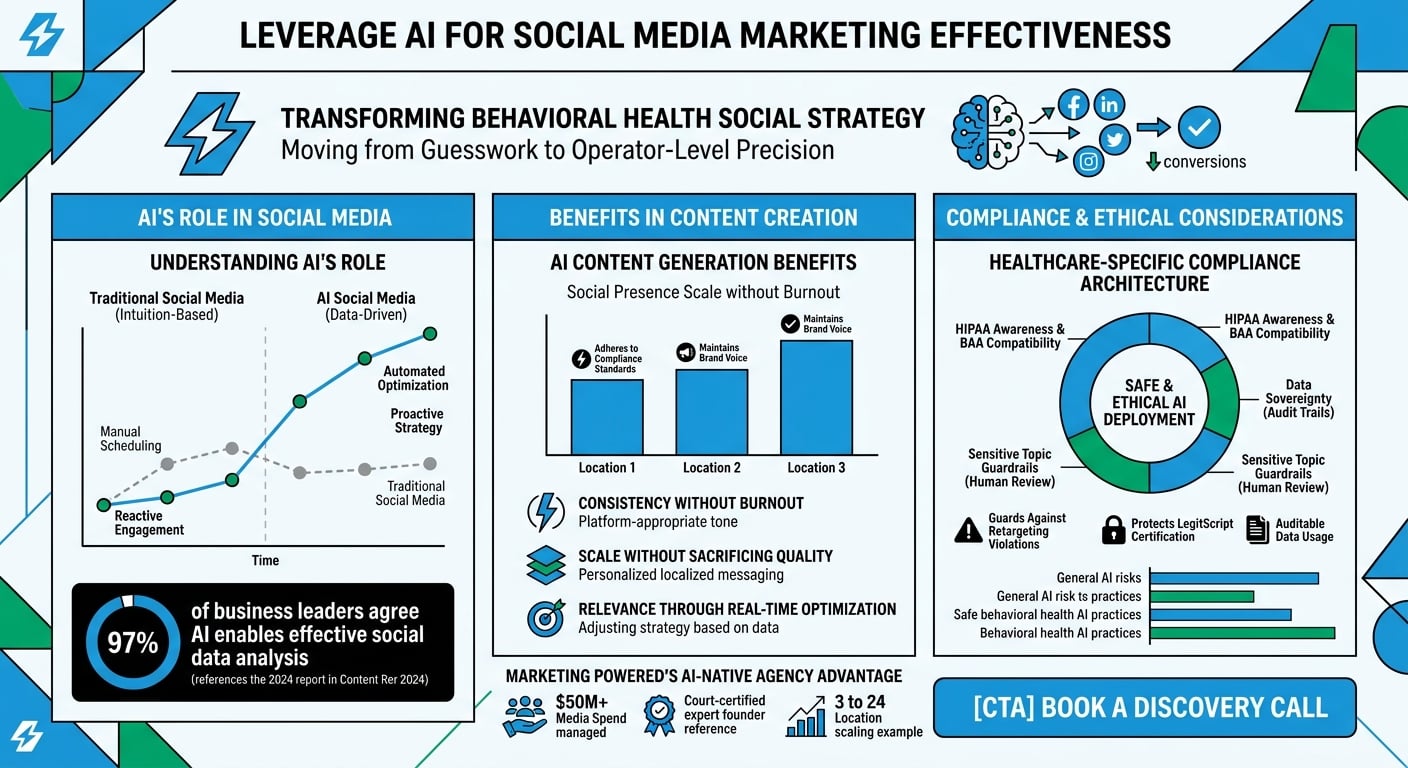 LEVERAGE AI FOR SOCIAL MEDIA MARKETING EFFECTIVENESS
TRANSFORMING BEHAVIORAL HEALTH SOCIAL STRATEGY
Moving from Guesswork to Operator-Level Precision
conversions
AI'S ROLE IN SOCIAL MEDIA
UNDERSTANDING AI'S ROLE
Traditional Social Media
(Intuition-Based)
AI Social Media
(Data-Driven)
Automated
Optimization
Proactive
Strategy
Manual
Scheduling
Traditional
Social Media
Reactive
Engagement
Time
97%
of business leaders agree
AI enables effective social
data analysis
(references the 2024 report in Content Rer 2024)
BENEFITS IN CONTENT CREATION
AI CONTENT GENERATION BENEFITS
Social Presence Scale without Burnout
Adheres to
Compliance
Standards
Maintains
Brand Voice
Maintains
Brand Voice
Location 1
Location 2
Location 3
CONSISTENCY WITHOUT BURNOUT
Platform-appropriate tone
SCALE WITHOUT SACRIFICING QUALITY
Personalized localized messaging
RELEVANCE THROUGH REAL-TIME OPTIMIZATION
Adjusting strategy based on data
MARKETING POWERED'S AI-NATIVE AGENCY ADVANTAGE
$50M+
Media Spend
managed
Court-certified
expert founder
reference
3 to 24
Location
scaling example
COMPLIANCE & ETHICAL CONSIDERATIONS
HEALTHCARE-SPECIFIC COMPLIANCE
ARCHITECTURE
HIPAA Awareness &
BAA Compatibility
HIPAA Awareness &
BAA Compatibility
SAFE &
ETHICAL AI
DEPLOYMENT
Data
Sovereignty
(Audit Trails)
Sensitive Topic
Guardrails
(Human Review)
Sensitive Topic
Guardrails
(Human Review)
Guards Against
Retargeting
Violations
Protects LegitScript
Certification
Auditable
Data Usage
General AI risks
General AI risk ts practices
Safe behavioral health AI practices
Behavioral health AI practices
[CTA] BOOK A DISCOVERY CALL